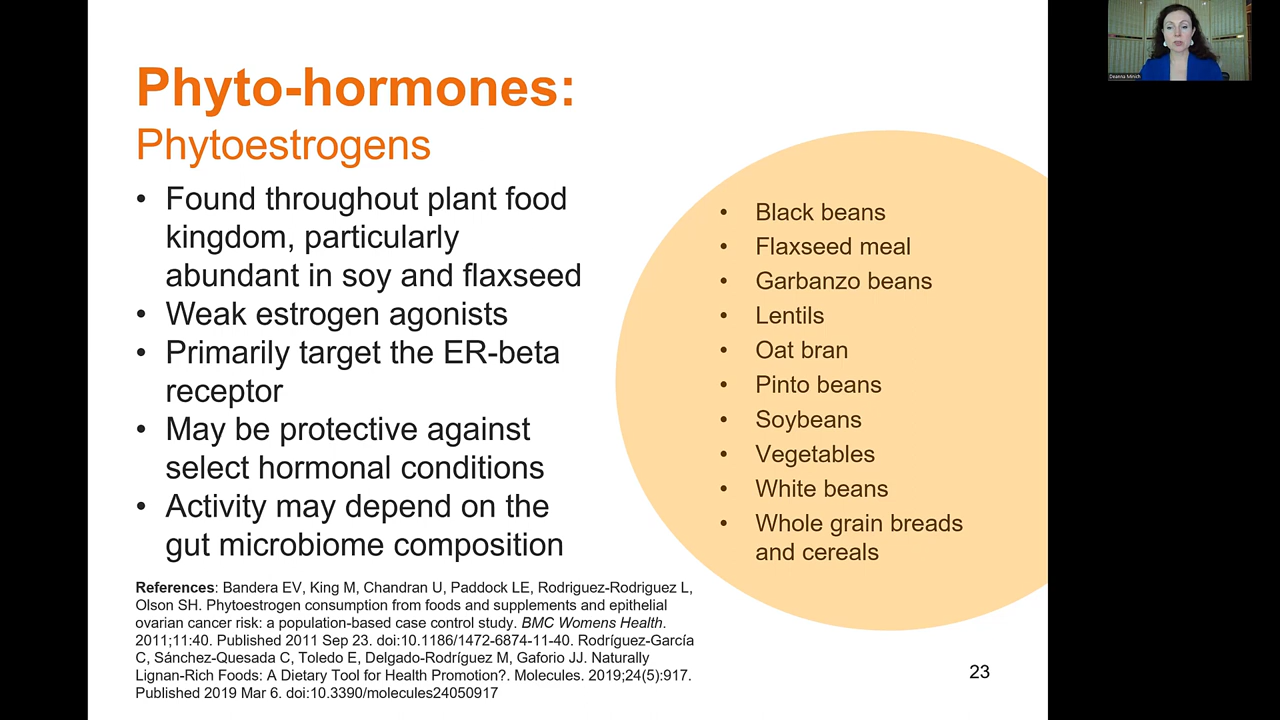 Phyto-hormones:
Phytoestrogens
• Found throughout plant food
kingdom, particularly
abundant in soy and flaxseed
• Weak estrogen agonists
• Primarily target the ER-beta
receptor
• May be protective against
select hormonal conditions
• Activity may depend on the
gut microbiome composition
• Black beans
• Flaxseed meal
• Garbanzo beans
• Lentils
• Oat bran
• Pinto beans
• Soybeans
• Vegetables
• White beans
• Whole grain breads
and cereals
References: Bandera EV, King M, Chandran U, Paddock LE, Rodriguez-Rodriguez L,
Olson SH. Phytoestrogen consumption from foods and supplements and epithelial
ovarian cancer risk: a population-based case control study. BMC Womens Health.
2011;11:40. Published 2011 Sep 23. doi:10.1186/1472-6874-11-40. Rodríguez-García
C, Sánchez-Quesada C, Toledo E, Delgado-Rodríguez M, Gaforio JJ. Naturally
Lignan-Rich Foods: A Dietary Tool for Health Promotion?. Molecules. 2019;24(5):917.
Published 2019 Mar 6. doi:10.3390/molecules24050917
23
Deanna Minich